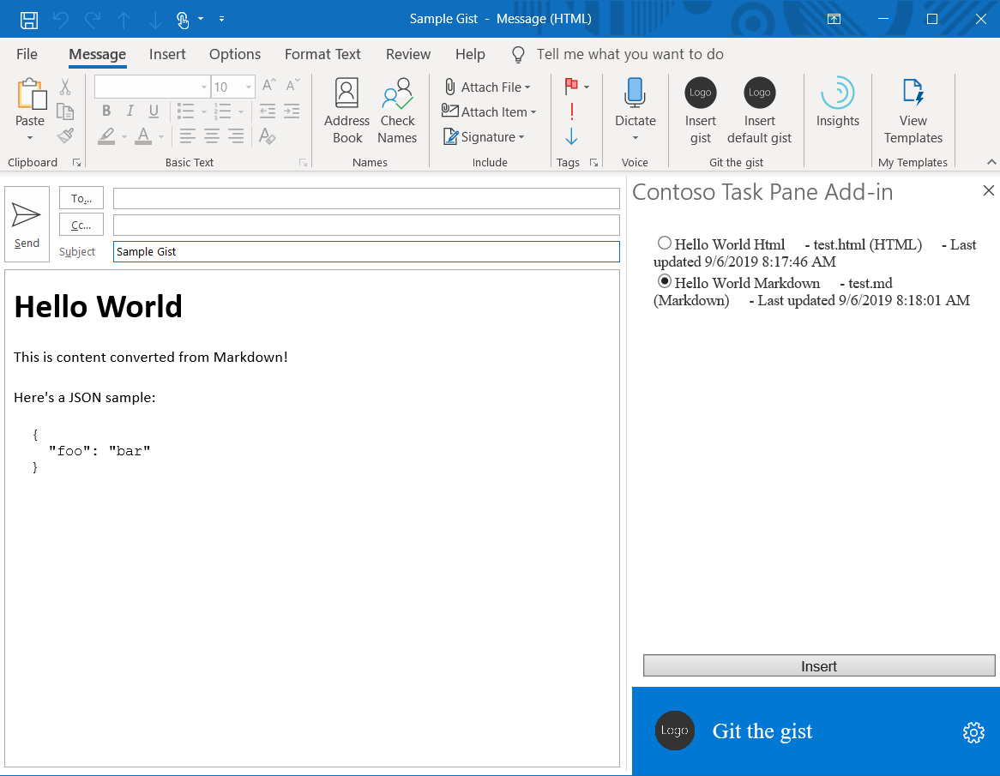 Sample Gist - Message (HTML)
File Message Insert Options Format Text Review Help Tell me what you want to do
Paste
Clipboard
10
B I U
Basic Text
Address Book
Check Names
Names
Attach File
Attach Item
Signature
Include
Tags
Dictate
Voice
Logo
Insert gist
Logo
Insert default gist
Git the gist
Insights
View Templates
My Templates
Send
To...
Cc...
Subject
Sample Gist
Hello World
This is content converted from Markdown!
Here's a JSON sample:
{
"foo": "bar"
}
Contoso Task Pane Add-in
Hello World Html - test.html (HTML) - Last
updated 9/6/2019 8:17:46 AM
Hello World Markdown - test.md
(Markdown) - Last updated 9/6/2019 8:18:01 AM
Insert
Logo
Git the gist